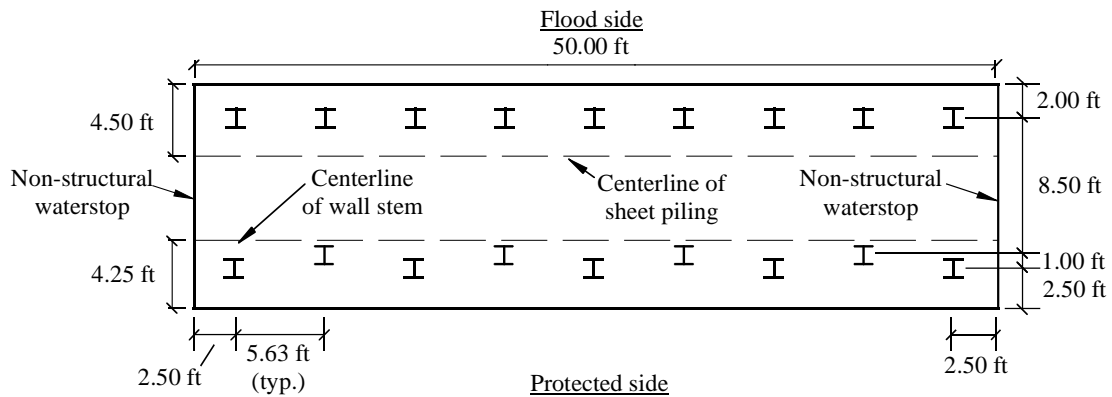 Flood side
50.00 ft
2.00 ft
4.50 ft
Non-structural
waterstop
Centerline
of wall stem
Centerline of
sheet piling
Non-structural
waterstop
8.50 ft
4.25 ft
1.00 ft
2.50 ft
5.63 ft
(typ.)
2.50 ft
2.50 ft
Protected side